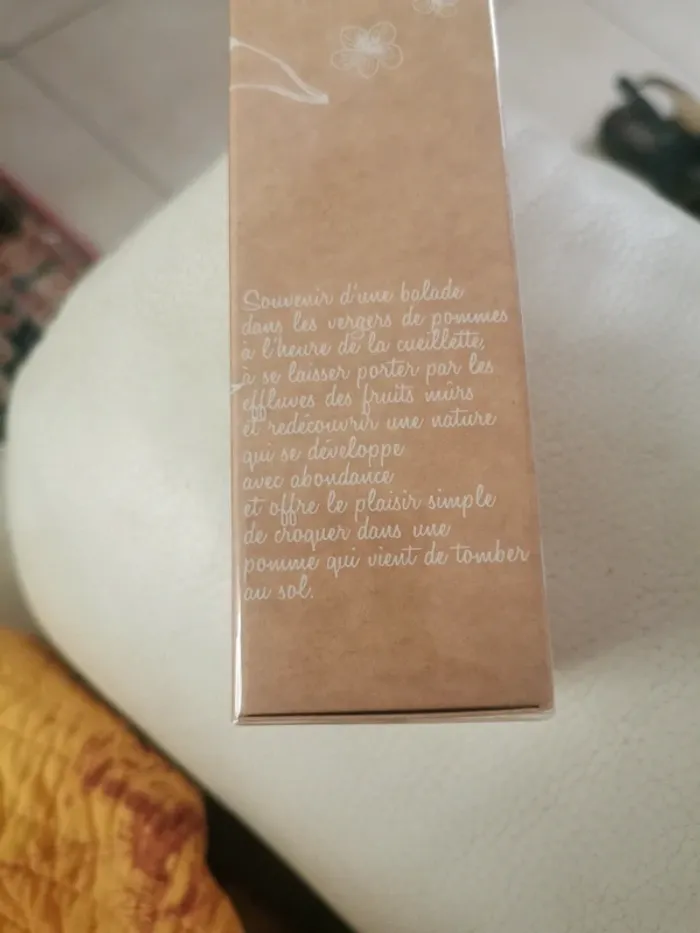 Souvenir d'une balade
dans les vergers de pommes
à l'heure de la cueillette,
à se laisser porter par les
effluves des fruits mûrs
et redécouvrir une nature
qui se développe
avec abondance
et offre le plaisir simple
de croquer dans une
pomme qui vient de tomber
au sol.